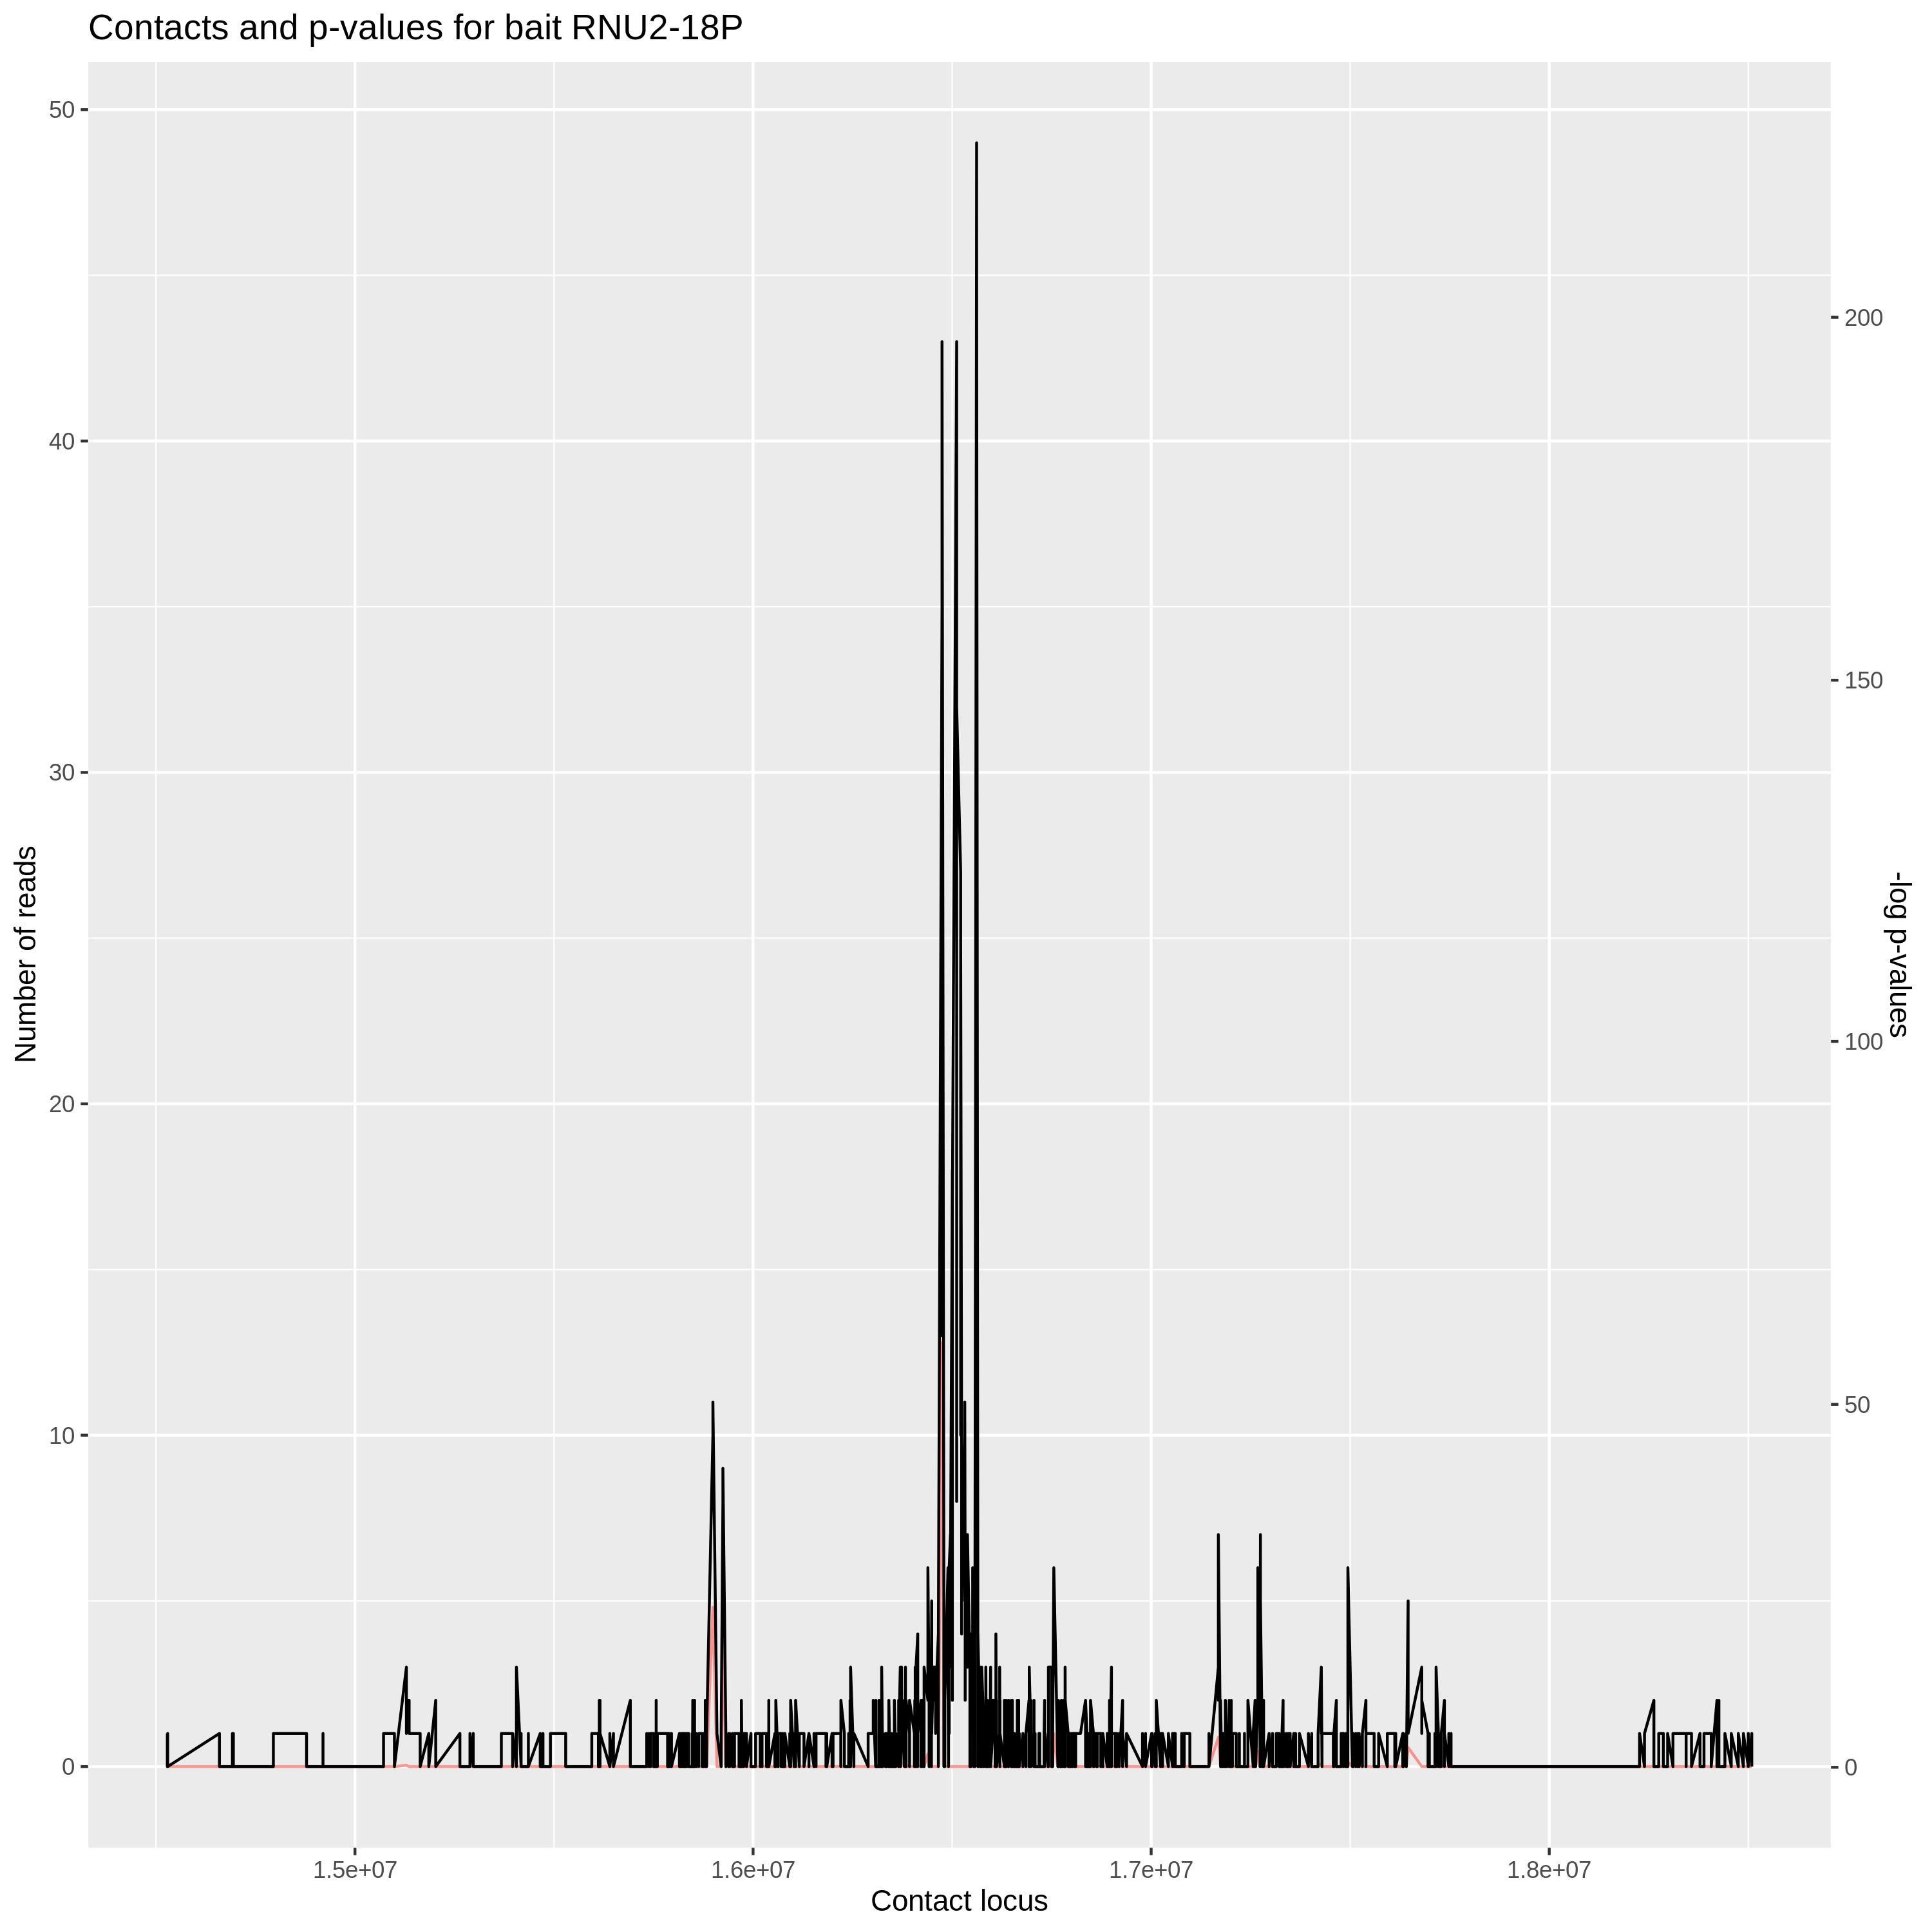 Contacts and p-values for bait RNU2-18P
50
40
30
20
10
0
Number of reads
200
150
100
50
0
-log p-values
1.5e+07 1.6e+07 1.7e+07 1.8e+07
Contact locus